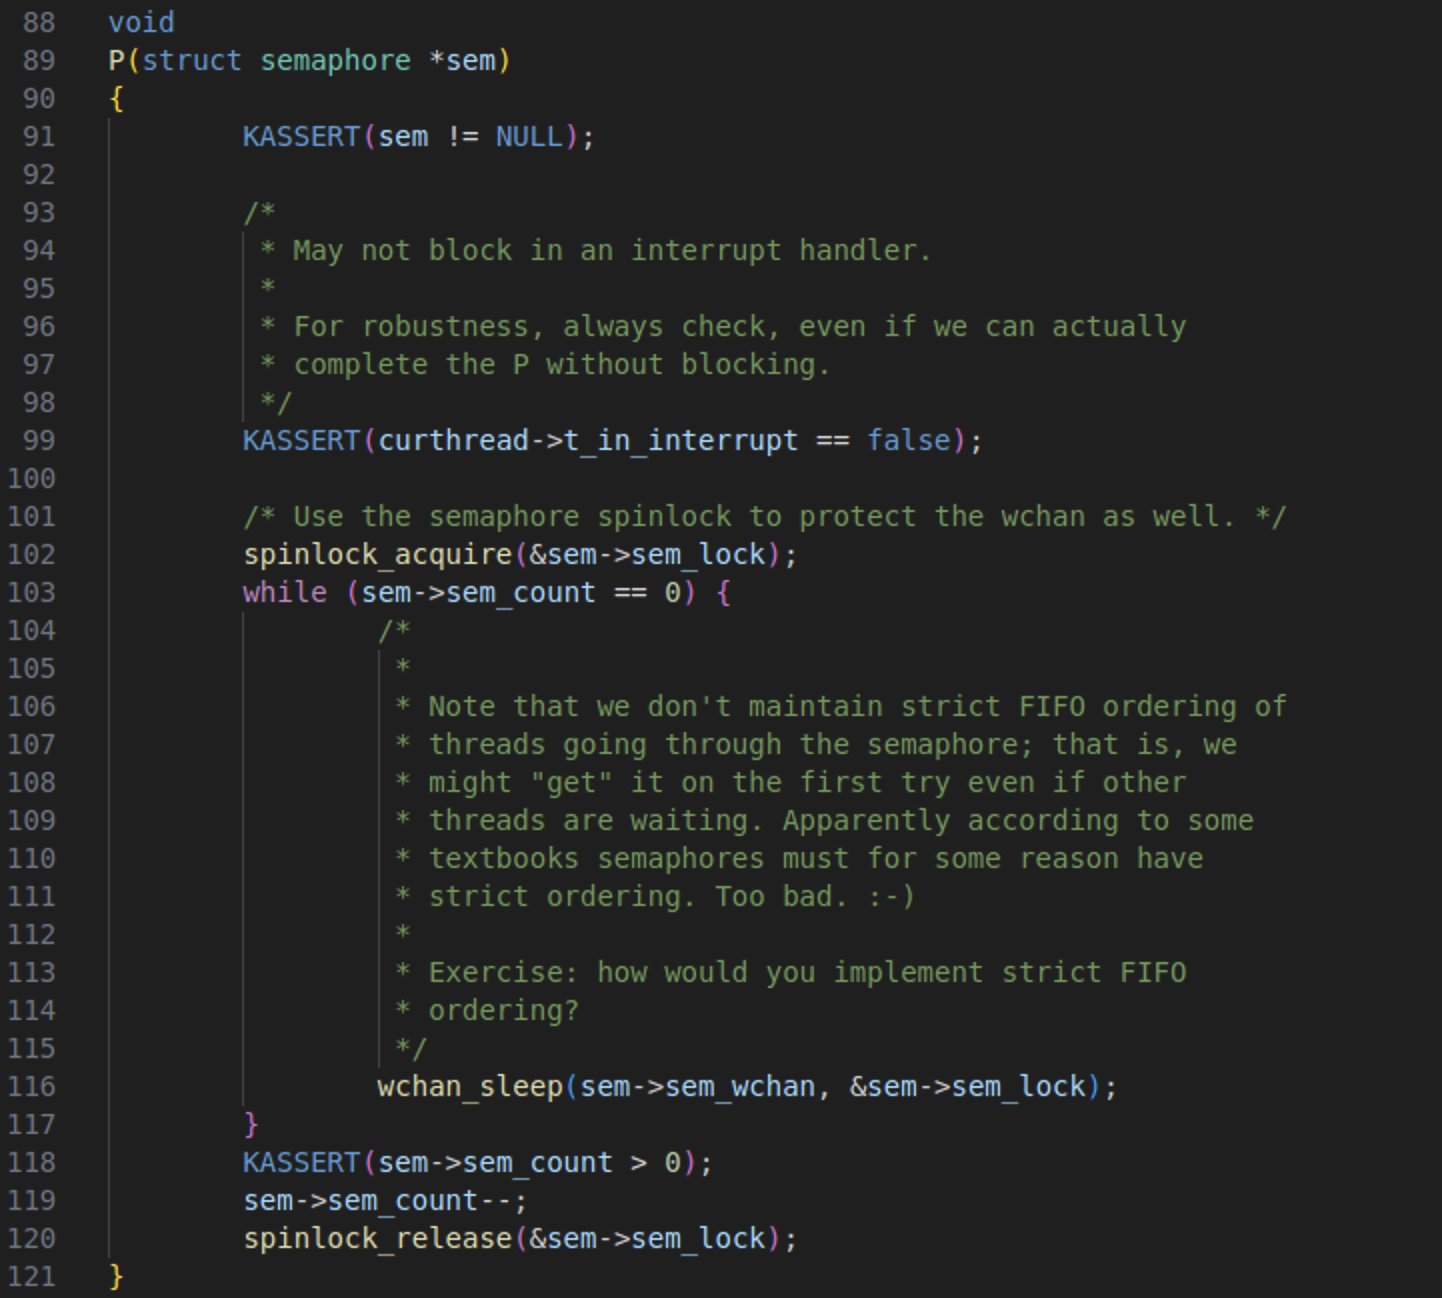 88 void
89 P(struct semaphore *sem)
90 {
91 KASSERT(sem != NULL);
92
93 /*
94 * May not block in an interrupt handler.
95 *
96 * For robustness, always check, even if we can actually
97 * complete the P without blocking.
98 */
99 KASSERT(curthread->t_in_interrupt == false);
100
101 /* Use the semaphore spinlock to protect the wchan as well. */
102 spinlock_acquire(&sem->sem_lock);
103 while (sem->sem_count == 0) {
104 /*
105 *
106 * Note that we don't maintain strict FIFO ordering of
107 * threads going through the semaphore; that is, we
108 * might "get" it on the first try even if other
109 * threads are waiting. Apparently according to some
110 * textbooks semaphores must for some reason have
111 * strict ordering. Too bad. :-)
112 *
113 * Exercise: how would you implement strict FIFO
114 * ordering?
115 */
116 wchan_sleep(sem->sem_wchan, &sem->sem_lock);
117 }
118 KASSERT(sem->sem_count > 0);
119 sem->sem_count--;
120 spinlock_release(&sem->sem_lock);
121 }